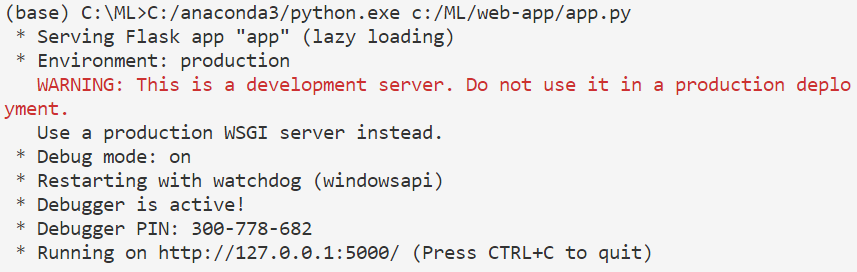 (base) C:\ML>C:/anaconda3/python.exe c:/ML/web-app/app.py
 * Serving Flask app "app" (lazy loading)
 * Environment: production
   WARNING: This is a development server. Do not use it in a production deplo
yment.
   Use a production WSGI server instead.
 * Debug mode: on
 * Restarting with watchdog (windowsapi)
 * Debugger is active!
 * Debugger PIN: 300-778-682
 * Running on http://127.0.0.1:5000/ (Press CTRL+C to quit)